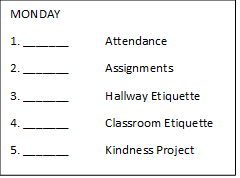 MONDAY
1. _______ Attendance
2. _______ Assignments
3. _______ Hallway Etiquette
4. _______ Classroom Etiquette
5. _______ Kindness Project